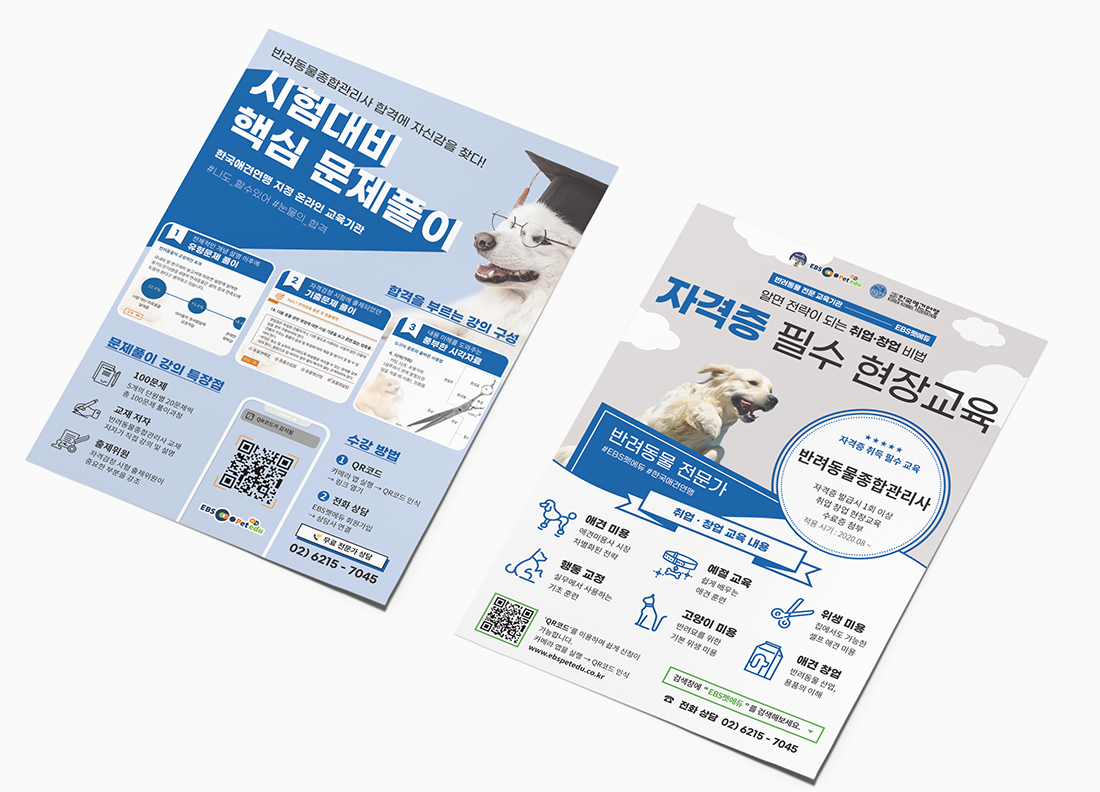 반려동물종합관리사 합격에 자신감을 찾다!
시험대비
핵심 문제풀이
한국애견연맹 지정 온라인 교육기관
#나도_할수있어 #눈물의_합격
합격을 부르는 강의 구성
1
전체적인 개념 설명 이후에
유형문제 풀이
2
자격검정 시험에 출제되었던
기출문제 풀이
3
내용 이해를 도와주는
풍부한 시각자료
문제풀이 강의 특장점
100문제
5개의 단원별 20문제씩
총 100문제 풀이과정
교재 저자
반려동물종합관리사 교재
저자가 직접 강의 및 설명
출제위원
자격검정 시험 출제위원이
중요한 부분을 강조
QR코드가 감지됨
EBS Pet edu
수강 방법
1 QR코드
카메라 앱 실행 → QR코드 인식
→ 링크 열기
2 전화 상담
EBS펫에듀 회원가입
→ 상담시 연결
무료 전문가 상담
02) 6215 - 7045
EBS Pet edu
한국애견연맹
반려동물 전문 교육기관
EBS펫에듀
알면 전략이 되는 취업·창업 비법
자격증 필수 현장교육
반려동물 전문가
#EBS펫에듀 #한국애견연맹
★★★★★
자격증 취득 필수 교육
반려동물종합관리사
자격증 발급시 1회 이상
취업 창업 현장교육
수료증 첨부
적용 시기 : 2020.08 ~
취업 · 창업 교육 내용
애견 미용
애견미용사 시장
차별화된 전략
예절 교육
쉽게 배우는
애견 훈련
위생 미용
집에서도 가능한
셀프 애견 미용
행동 교정
실무에서 사용하는
기초 훈련
고양이 미용
반려묘를 위한
기본 위생 미용
애견 창업
반려동물 산업,
용품의 이해
'QR코드'를 이용하여 쉽게 신청이
가능합니다.
카메라 앱을 실행 → QR코드 인식
www.ebspetedu.co.kr
검색창에 “ EBS펫에듀 ” 를 검색해보세요.
☎ 전화 상담 02) 6215 - 7045